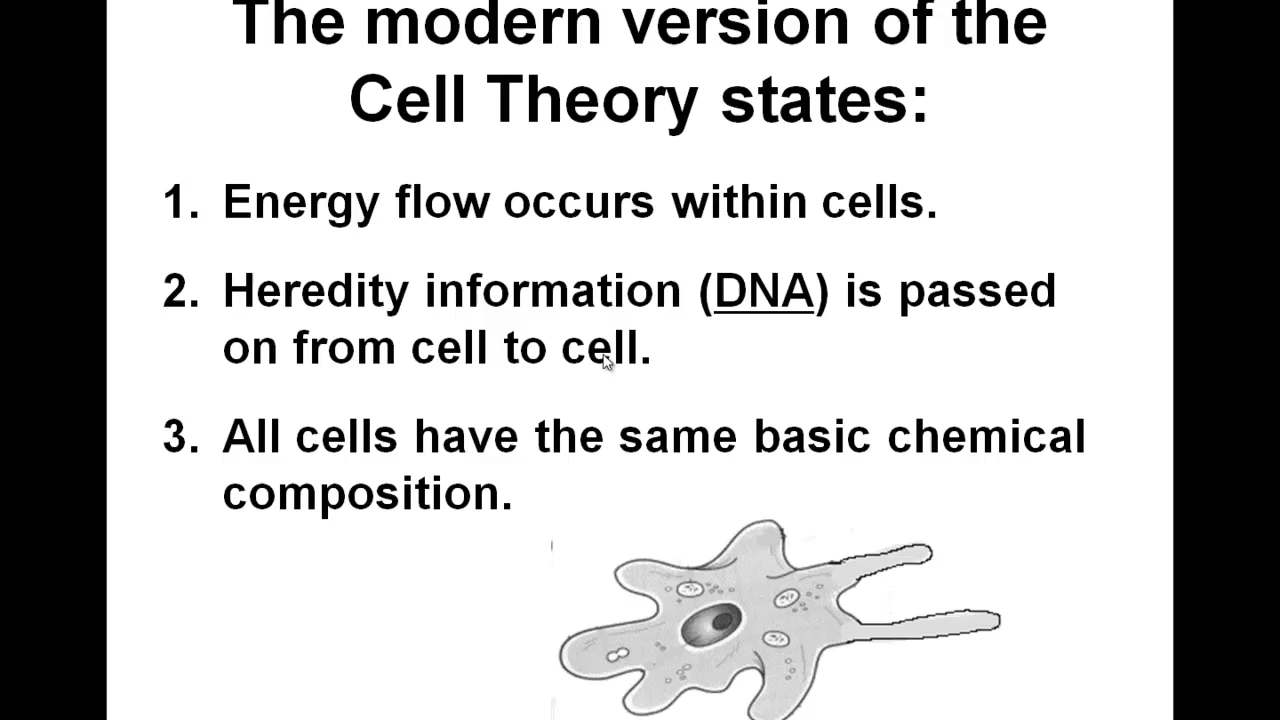 The modern version of the
Cell Theory states:
1. Energy flow occurs within cells.
2. Heredity information (DNA) is passed
on from cell to cell.
3. All cells have the same basic chemical
composition.